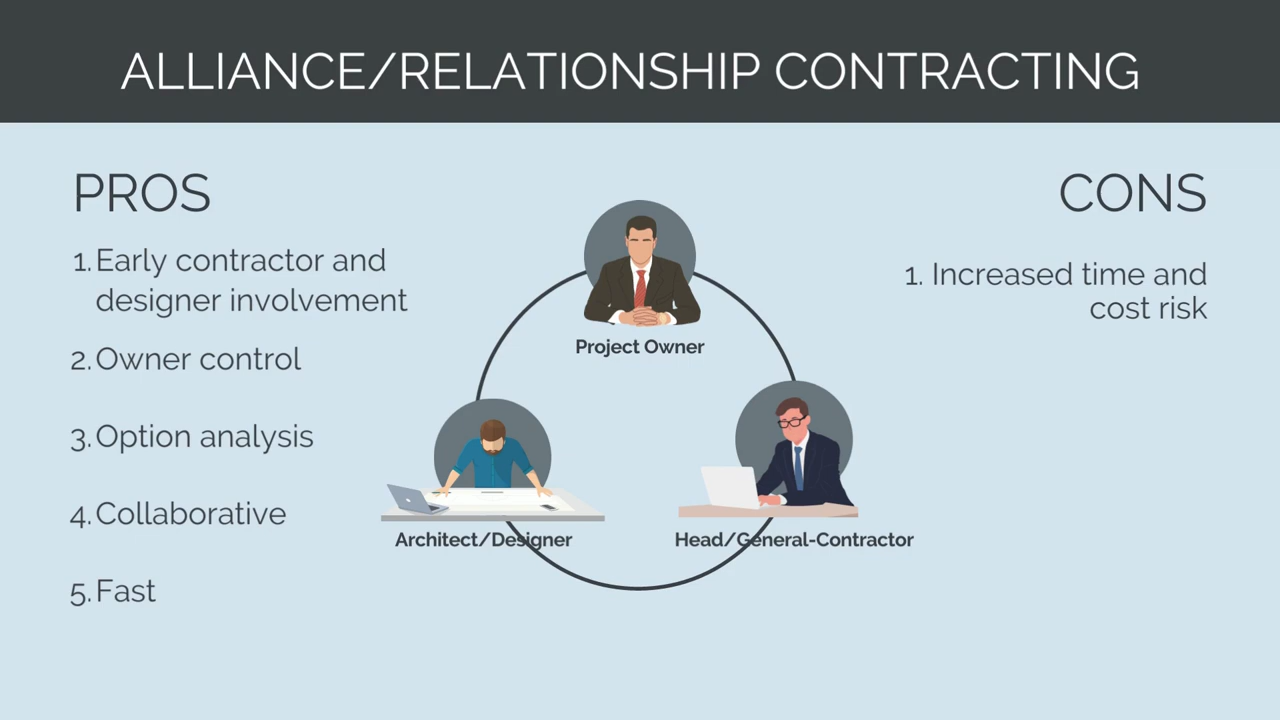 ALLIANCE/RELATIONSHIP CONTRACTING
PROS
1. Early contractor and
designer involvement
2. Owner control
3. Option analysis
4. Collaborative
5. Fast
Project Owner
Architect/Designer
Head/General-Contractor
CONS
1. Increased time and
cost risk